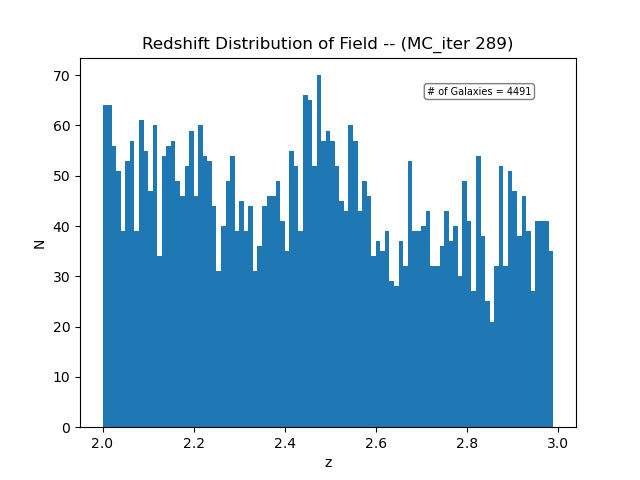 Redshift Distribution of Field -- (MC_iter 289)
# of Galaxies = 4491
70
60
50
40
30
20
10
0
N
2.0 2.2 2.4 2.6 2.8 3.0
z